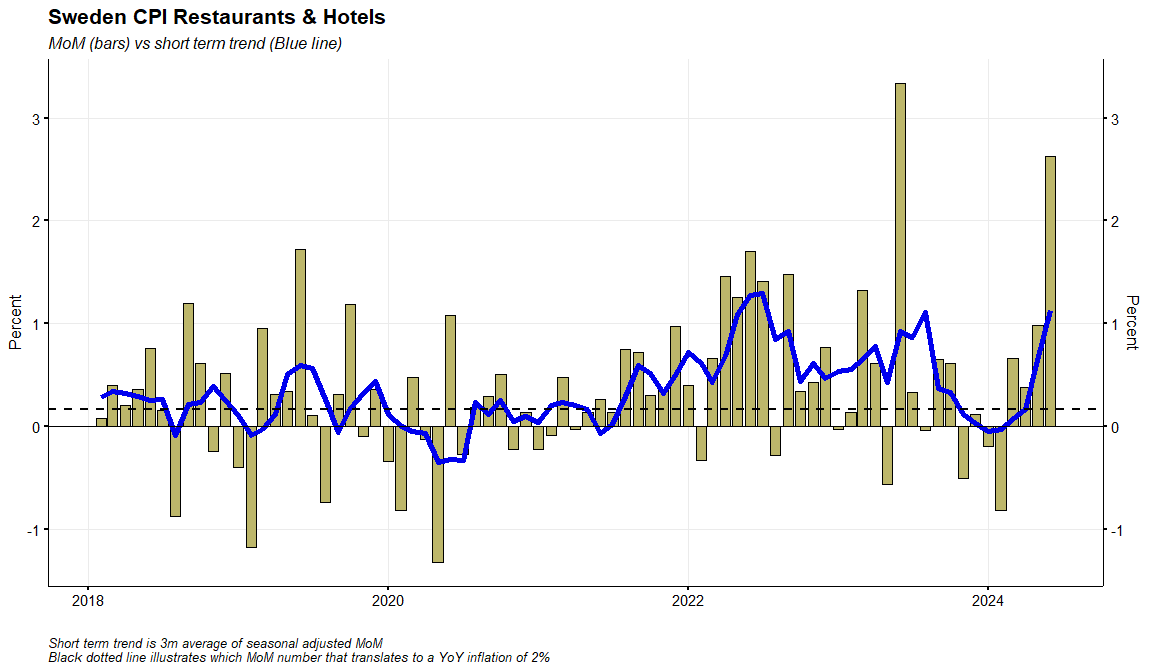 Sweden CPI Restaurants & Hotels
MoM (bars) vs short term trend (Blue line)
Percent
3
2
1
0
-1
3
2
1
0
-1
Percent
2018
2020
2022
2024
Short term trend is 3m average of seasonal adjusted MoM
Black dotted line illustrates which MoM number that translates to a YoY inflation of 2%